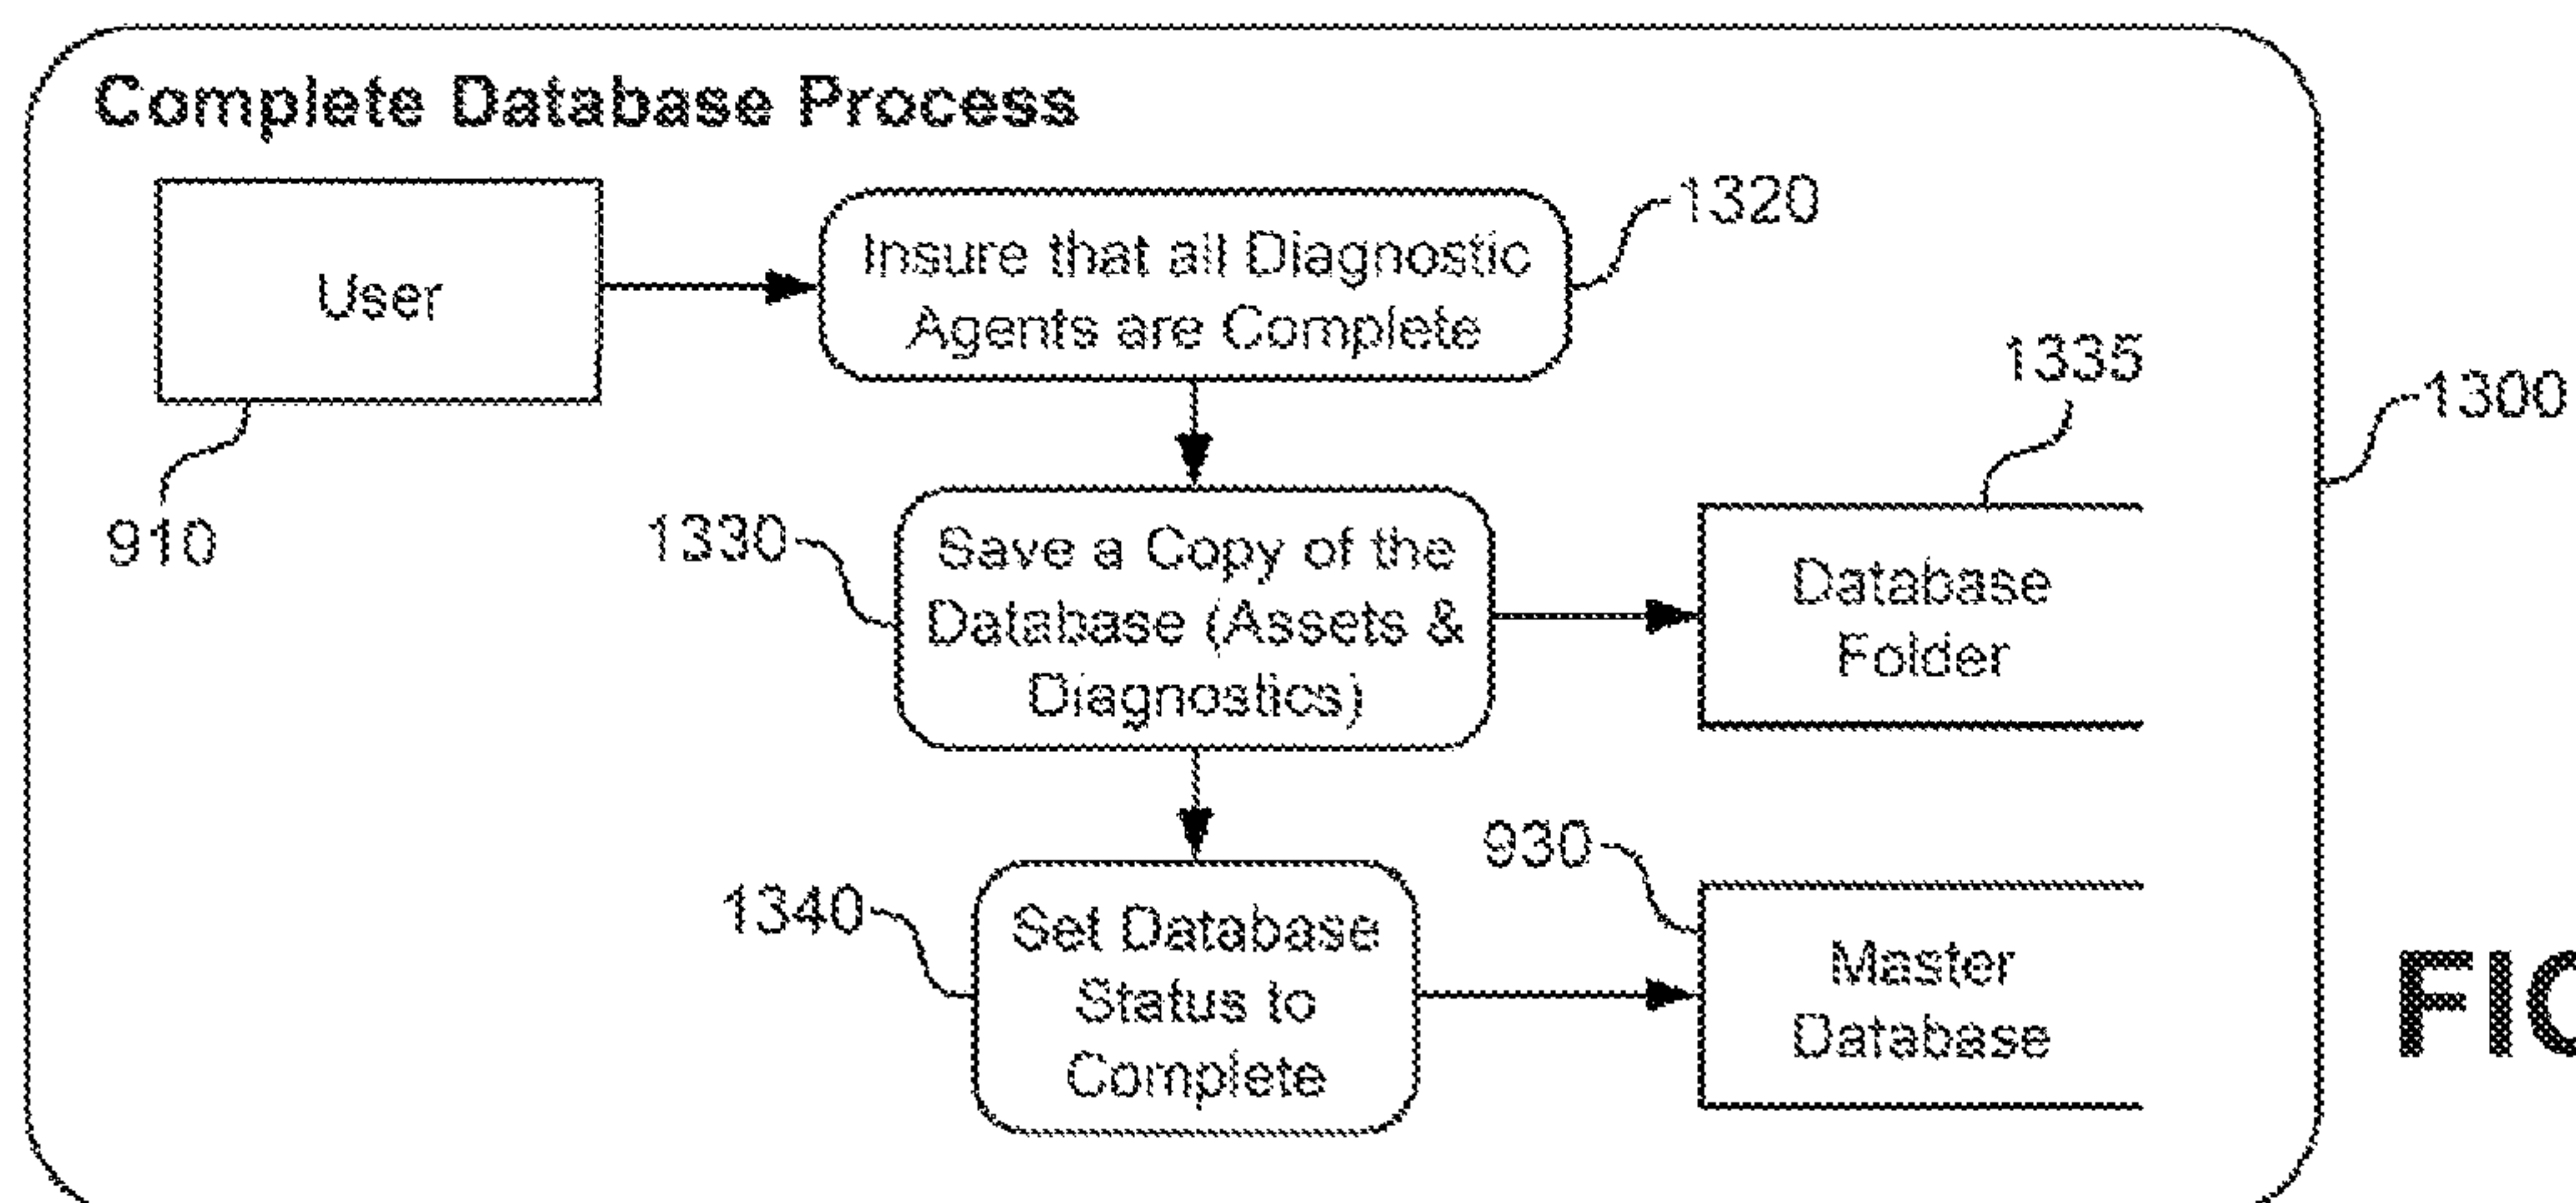 Complete Database Process
User
Insure that all Diagnostic
Agents are Complete
1320
1335
1300
910
1330
Save a Copy of the
Database (Assets &
Diagnostics)
Database
Folder
930
1340
Set Database
Status to
Complete
Master
Database
FIG